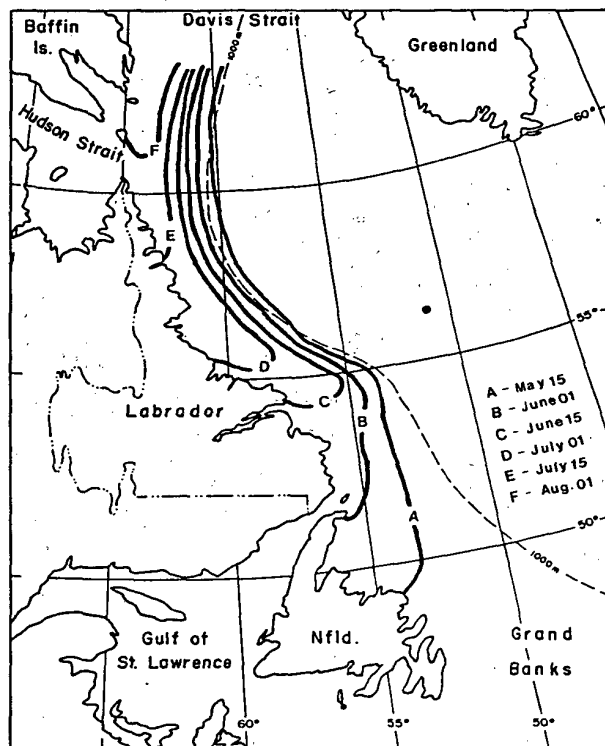 Davis Strait
Baffin
Is.
1000m
Greenland
60°
Hudson Strait
F
E
55°
D
A - May 15
B - June 01
C - June 15
D - July 01
E - July 15
F - Aug. 01
Labrador
C
B
A
50°
1000m
Gulf of
St. Lawrence
Nfld.
Grand
Banks
60°
55°
50°